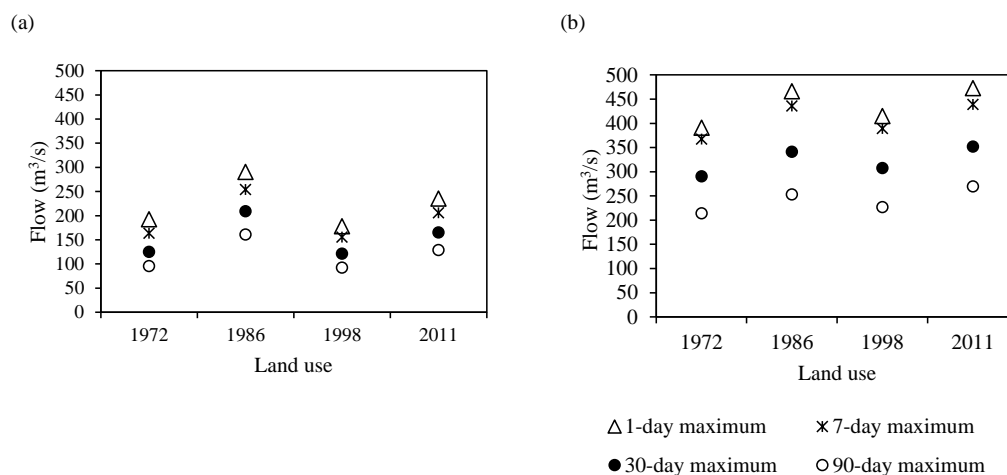 (a)
500
450
400
350
300
250
200
150
100
50
0
Flow (m³/s)
1972 1986 1998 2011
Land use
(b)
500
450
400
350
300
250
200
150
100
50
0
Flow (m³/s)
1972 1986 1998 2011
Land use
1-day maximum 7-day maximum
30-day maximum 90-day maximum